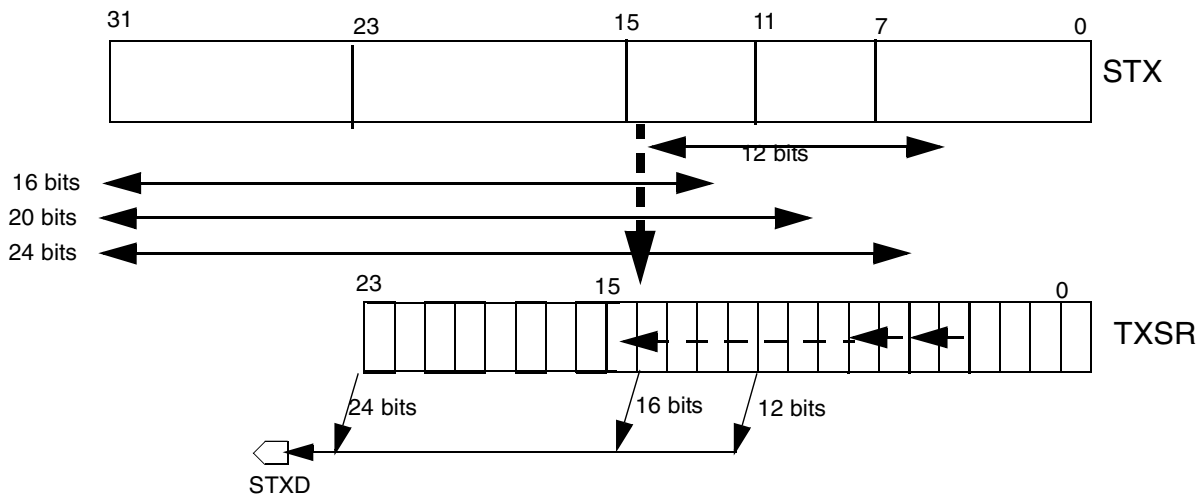 31 23 15 11 7 0
STX
12 bits
16 bits
20 bits
24 bits
23 15 0
TXSR
24 bits 16 bits 12 bits
STXD